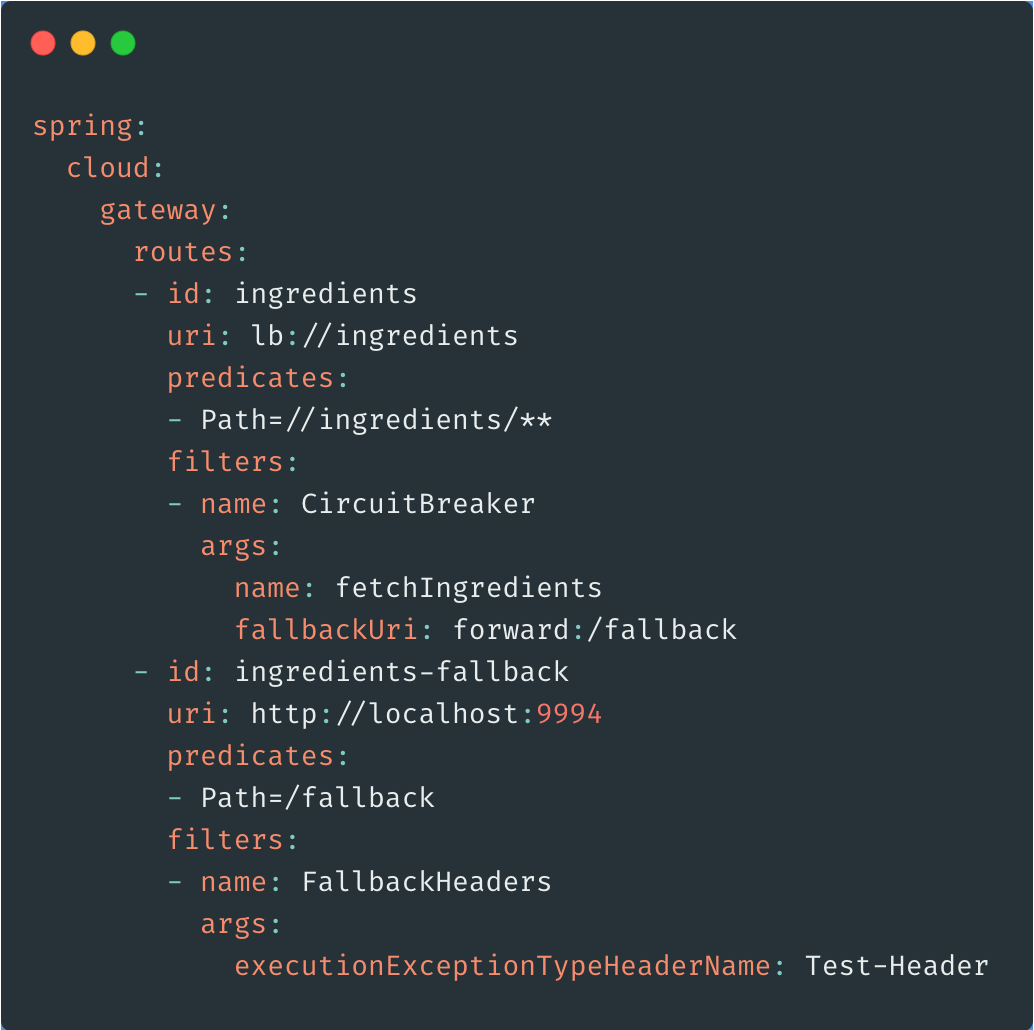 spring:
  cloud:
    gateway:
      routes:
      - id: ingredients
        uri: lb://ingredients
        predicates:
        - Path=//ingredients/**
        filters:
        - name: CircuitBreaker
          args:
            name: fetchIngredients
            fallbackUri: forward:/fallback
      - id: ingredients-fallback
        uri: http://localhost:9994
        predicates:
        - Path=/fallback
        filters:
        - name: FallbackHeaders
          args:
            executionExceptionTypeHeaderName: Test-Header